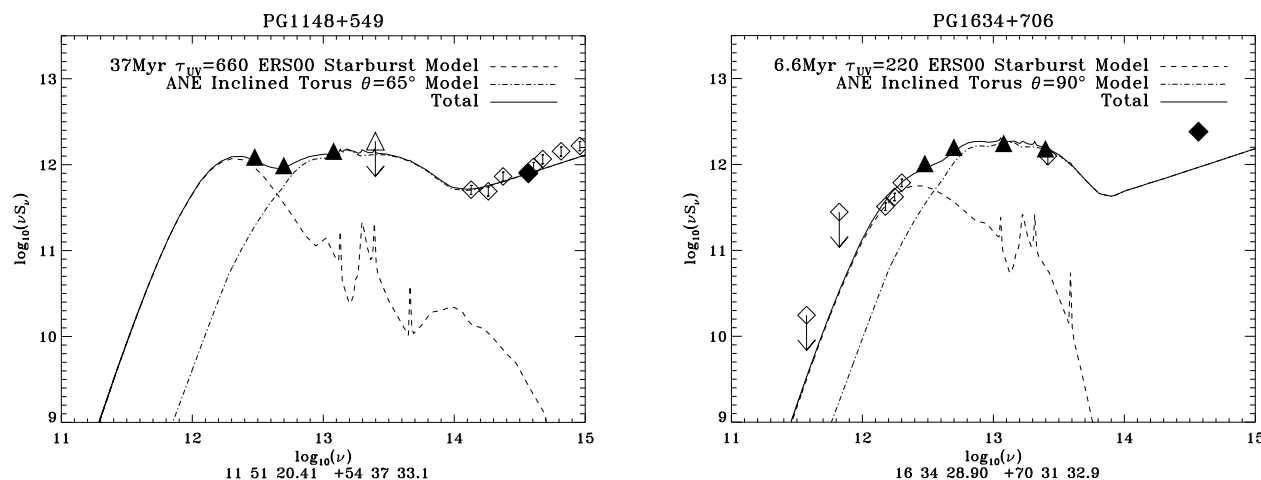 PG1148+549
37Myr τUV=660 ERS00 Starburst Model
ANE Inclined Torus θ=65° Model
Total
log10(νSν)
13
12
11
10
9
11 12 13 14 15
log10(ν)
11 51 20.41 +54 37 33.1
PG1634+706
6.6Myr τUV=220 ERS00 Starburst Model
ANE Inclined Torus θ=90° Model
Total
log10(νSν)
13
12
11
10
9
11 12 13 14 15
log10(ν)
16 34 28.90 +70 31 32.9